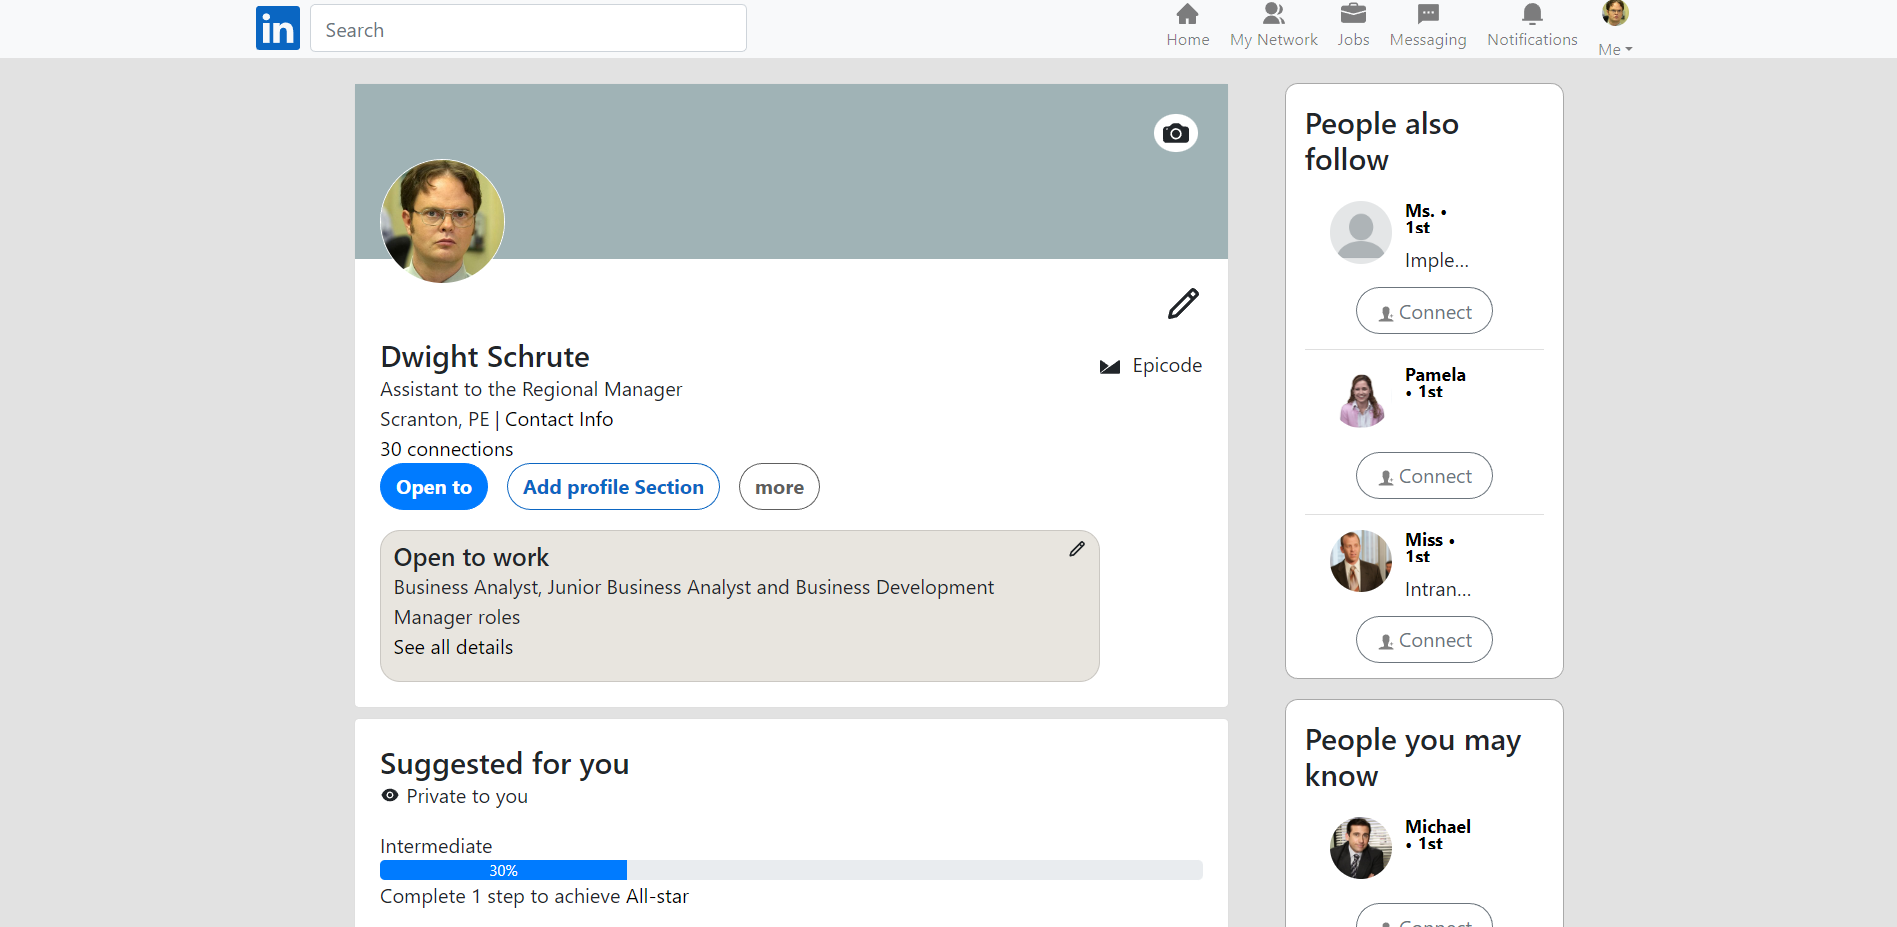 in
Search
Home
My Network
Jobs
Messaging
Notifications
Me
Dwight Schrute
Assistant to the Regional Manager
Scranton, PE | Contact Info
30 connections
Epicode
Open to
Add profile Section
more
Open to work
Business Analyst, Junior Business Analyst and Business Development
Manager roles
See all details
Suggested for you
Private to you
Intermediate
30%
Complete 1 step to achieve All-star
People also
follow
Ms. •
1st
Imple...
Connect
Pamela
• 1st
Connect
Miss •
1st
Intran...
Connect
People you may
know
Michael
• 1st
Connect